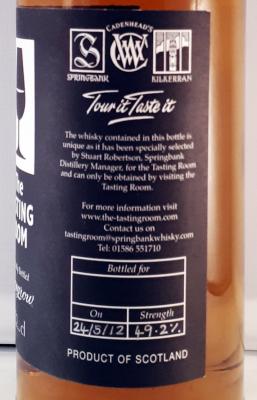 CADENHEAD'S
S
SPRINGBANK
KILKERRAN
Tour it Taste it
The whisky contained in this bottle is
unique as it has been specially selected
by Stuart Robertson, Springbank
Distillery Manager, for the Tasting Room
and can only be obtained by visiting the
Tasting Room.
For more information visit
www.the-tastingroom.com
Contact us on
tastingroom@springbankwhisky.com
Tel: 01586 551710
Bottled for
On Strength
24/5/12 49.2%
PRODUCT OF SCOTLAND
The